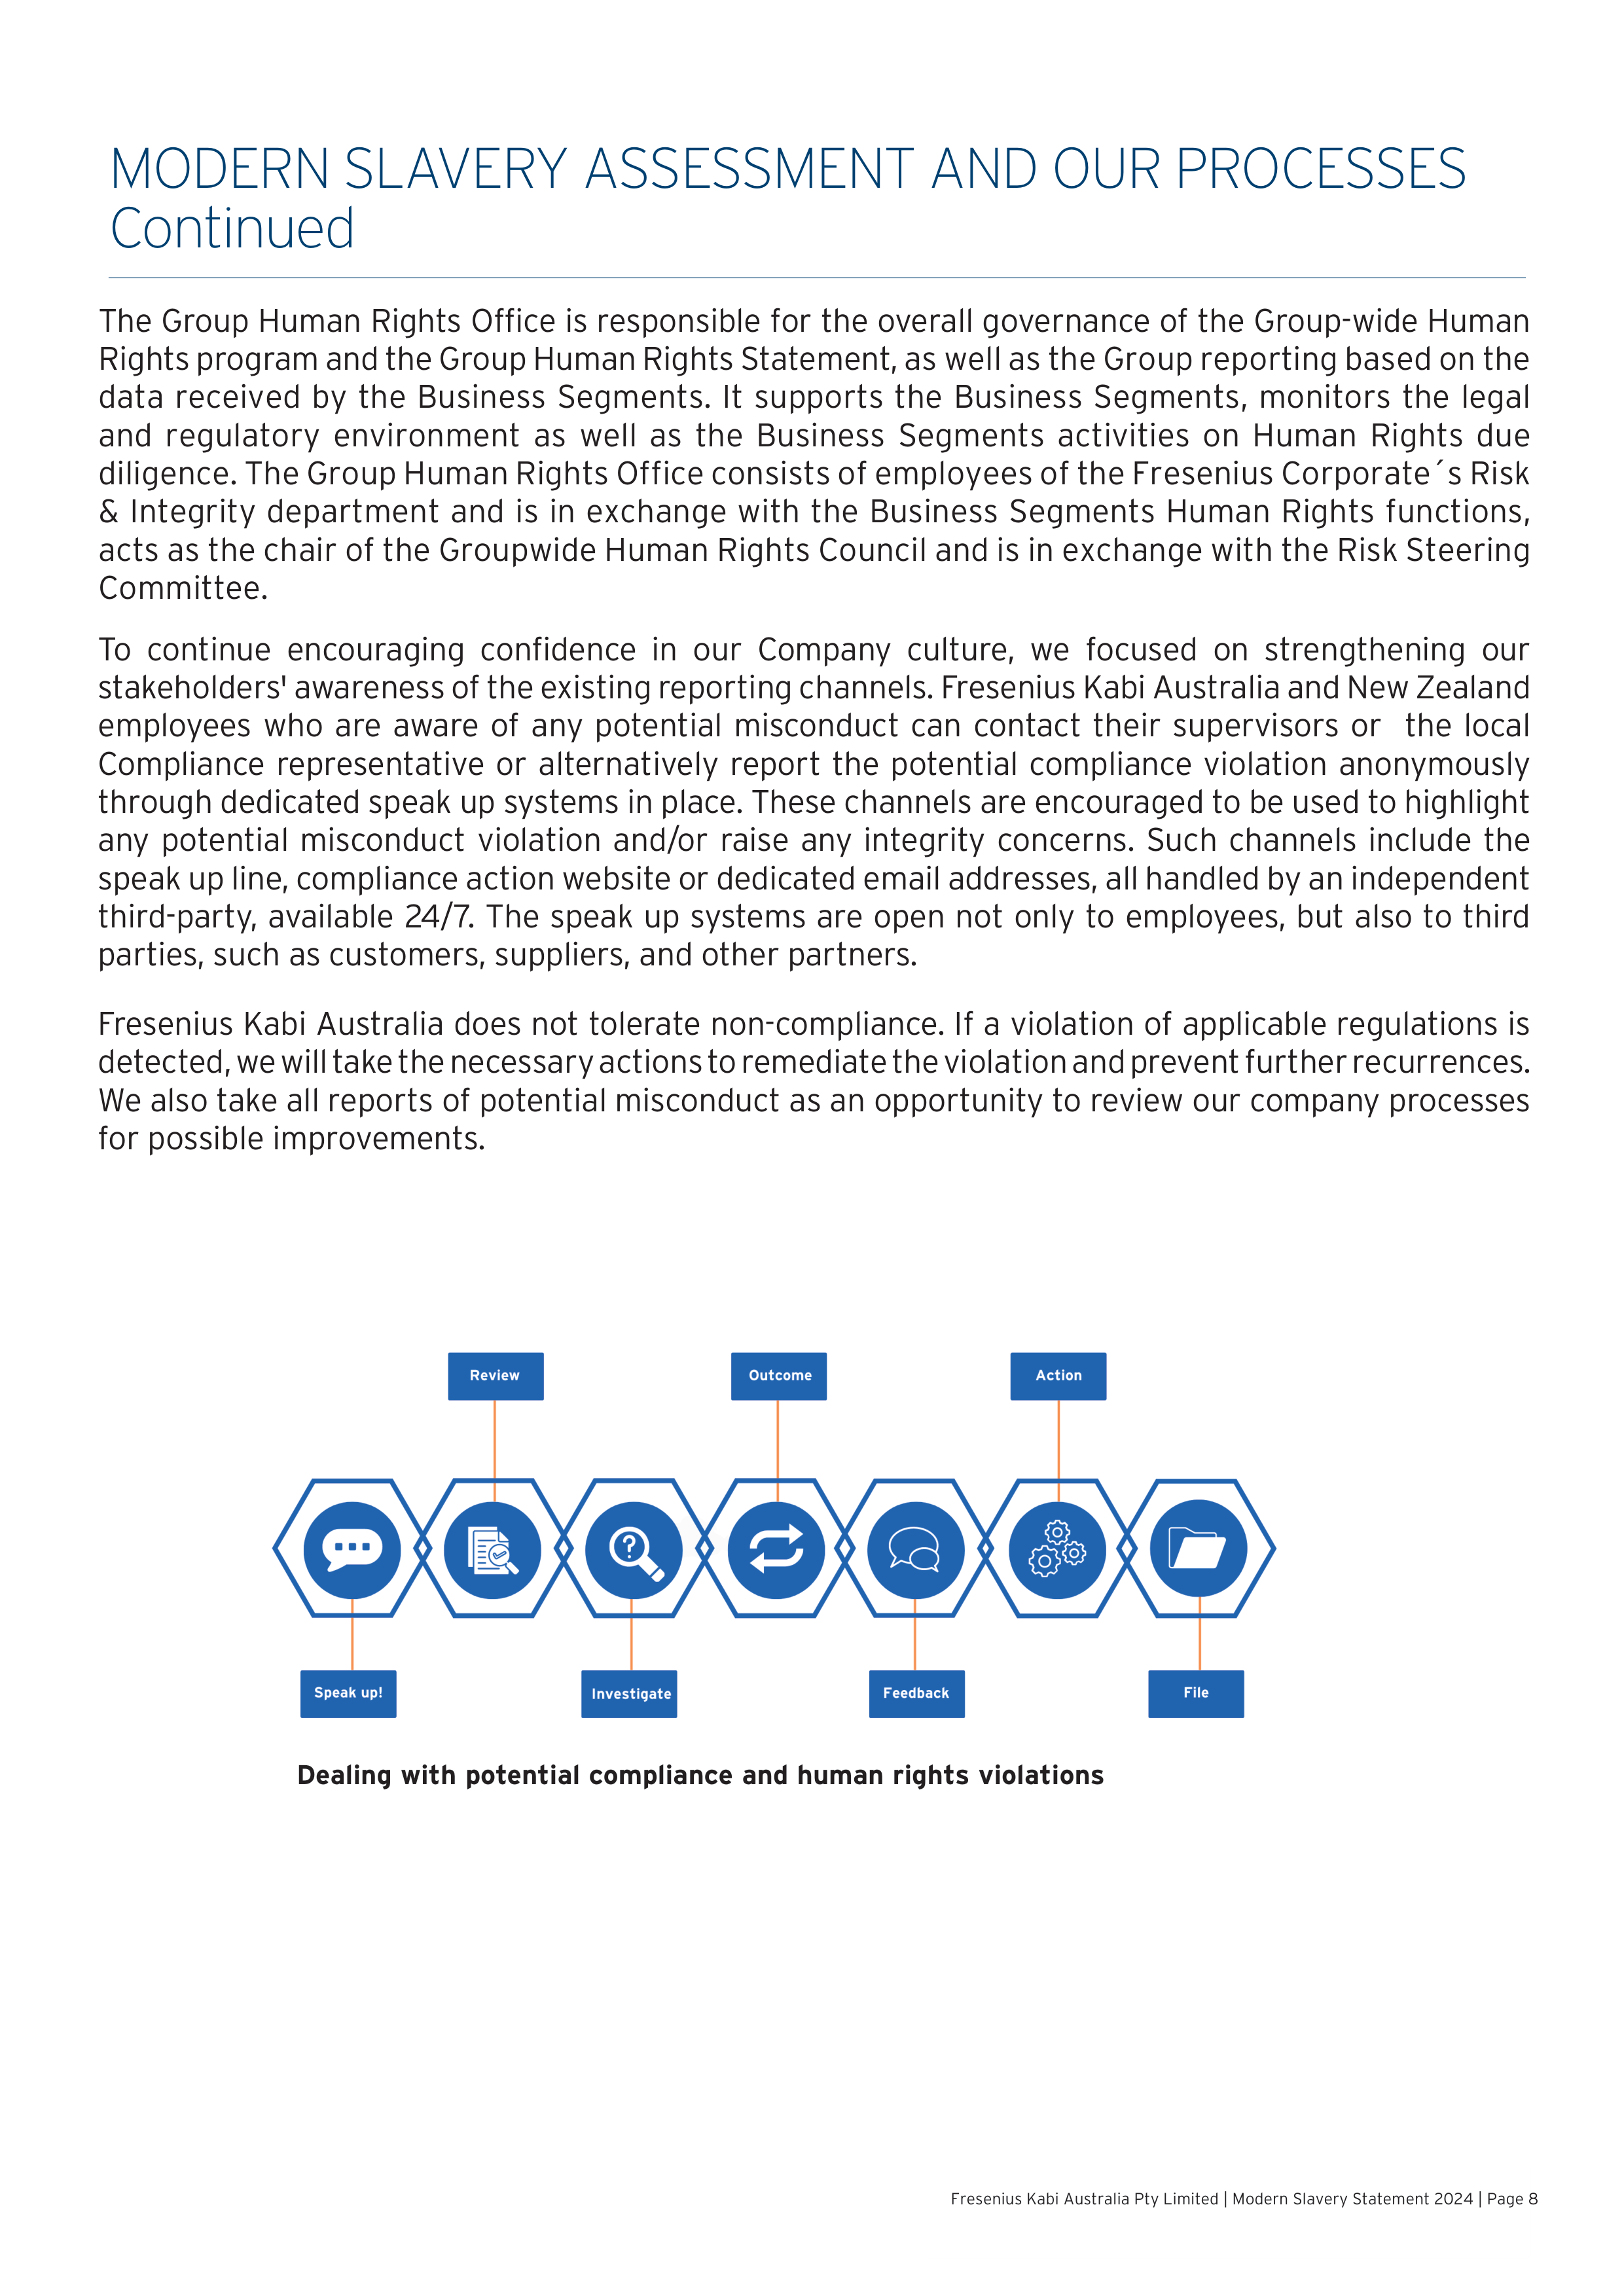 MODERN SLAVERY ASSESSMENT AND OUR PROCESSES
Continued
The Group Human Rights Office is responsible for the overall governance of the Group-wide Human
Rights program and the Group Human Rights Statement, as well as the Group reporting based on the
data received by the Business Segments. It supports the Business Segments, monitors the legal
and regulatory environment as well as the Business Segments activities on Human Rights due
diligence. The Group Human Rights Office consists of employees of the Fresenius Corporate´s Risk
& Integrity department and is in exchange with the Business Segments Human Rights functions,
acts as the chair of the Groupwide Human Rights Council and is in exchange with the Risk Steering
Committee.
To continue encouraging confidence in our Company culture, we focused on strengthening our
stakeholders' awareness of the existing reporting channels. Fresenius Kabi Australia and New Zealand
employees who are aware of any potential misconduct can contact their supervisors or the local
Compliance representative or alternatively report the potential compliance violation anonymously
through dedicated speak up systems in place. These channels are encouraged to be used to highlight
any potential misconduct violation and/or raise any integrity concerns. Such channels include the
speak up line, compliance action website or dedicated email addresses, all handled by an independent
third-party, available 24/7. The speak up systems are open not only to employees, but also to third
parties, such as customers, suppliers, and other partners.
Fresenius Kabi Australia does not tolerate non-compliance. If a violation of applicable regulations is
detected, we will take the necessary actions to remediate the violation and prevent further recurrences.
We also take all reports of potential misconduct as an opportunity to review our company processes
for possible improvements.
Review
Outcome
Action
Speak up!
Investigate
Feedback
File
Dealing with potential compliance and human rights violations
Fresenius Kabi Australia Pty Limited | Modern Slavery Statement 2024 | Page 8